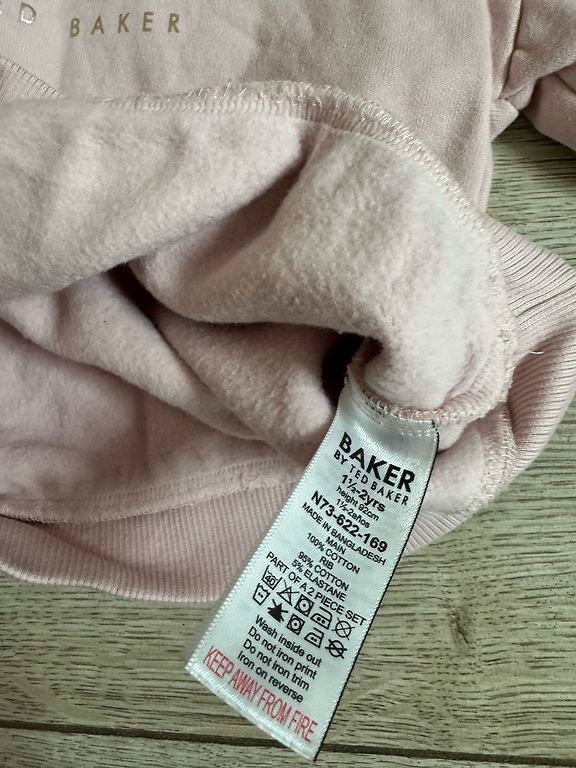 ED BAKER
BAKER
BY TED BAKER
1½-2yrs
height 92cm
1½-2años
N73-622-169
MADE IN BANGLADESH
MAIN
100% COTTON
RIB
95% COTTON
5% ELASTANE
PART OF A 2 PIECE SET
40
Wash inside out
Do not iron print
Do not iron trim
Iron on reverse
KEEP AWAY FROM FIRE